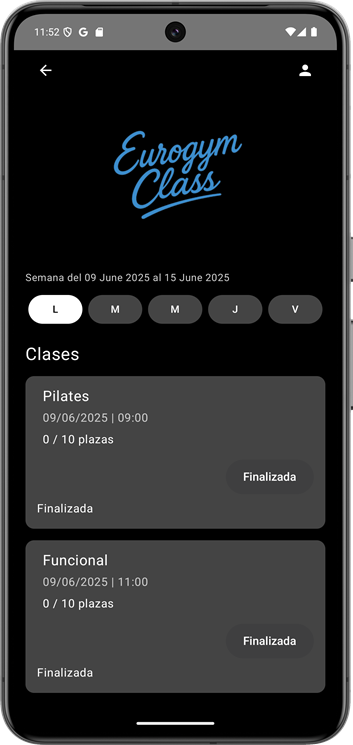 11:52
Eurogym
Class
Semana del 09 June 2025 al 15 June 2025
L M M J V
Clases
Pilates
09/06/2025 | 09:00
0 / 10 plazas
Finalizada
Finalizada
Funcional
09/06/2025 | 11:00
0 / 10 plazas
Finalizada
Finalizada